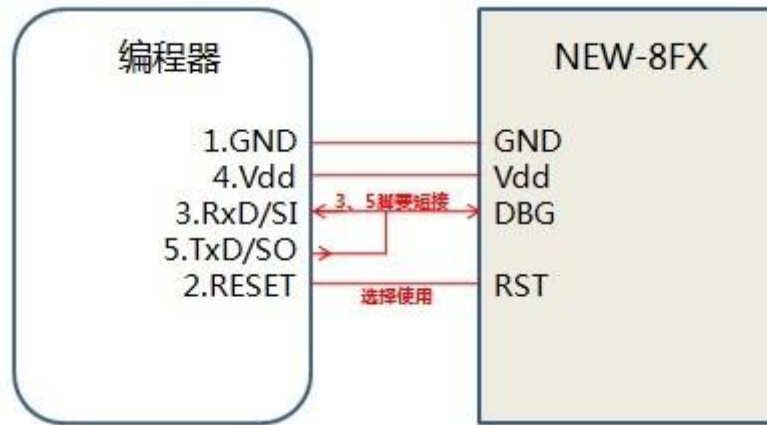 编程器
NEW-8FX
1.GND
GND
4.Vdd
Vdd
3.RxD/SI
3、5脚要短接
DBG
5.TxD/SO
2.RESET
选择使用
RST